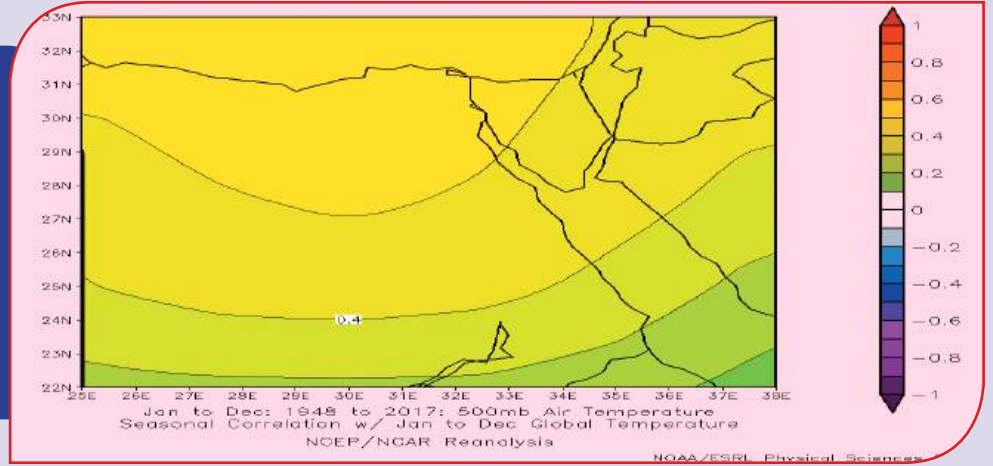 33N
32N
31N
30N
29N
28N
27N
26N
25N
24N
23N
22N
0.4
25E 26E 27E 28E 29E 30E 31E 32E 33E 34E 35E 36E 37E 38E
1
0.8
0.6
0.4
0.2
0
−0.2
−0.4
−0.6
−0.8
−1
Jan to Dec: 1948 to 2017: 500mb Air Temperature
Seasonal Correlation w/ Jan to Dec Global Temperature
NCEP/NCAR Reanalysis
NOAA/ESRL Physical Sciences